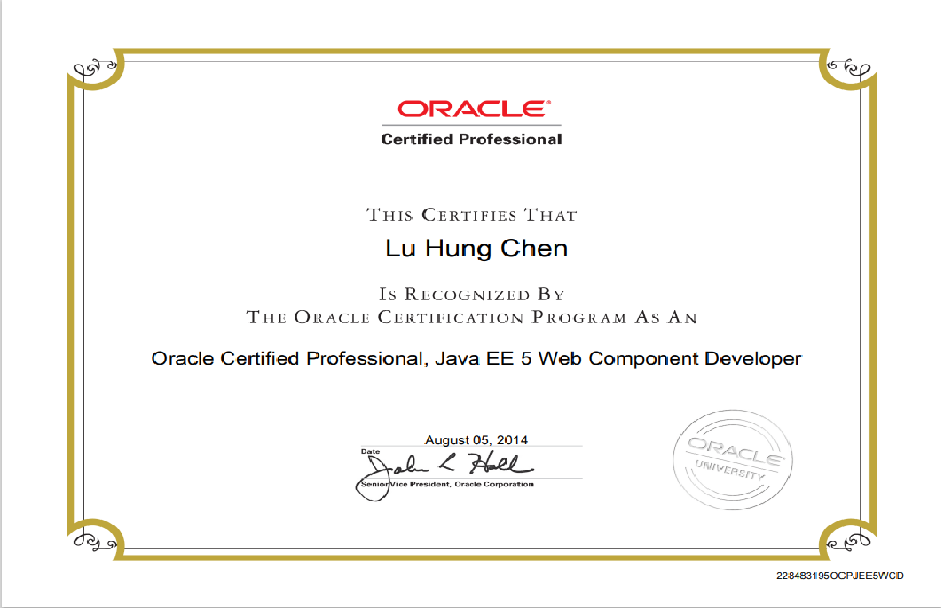 ORACLE®
Certified Professional
THIS CERTIFIES THAT
Lu Hung Chen
IS RECOGNIZED BY
THE ORACLE CERTIFICATION PROGRAM AS AN
Oracle Certified Professional, Java EE 5 Web Component Developer
August 05, 2014
Date
John L Hall
Senior Vice President, Oracle Corporation
ORACLE
UNIVERSITY
228483195OCPJEE5WCD